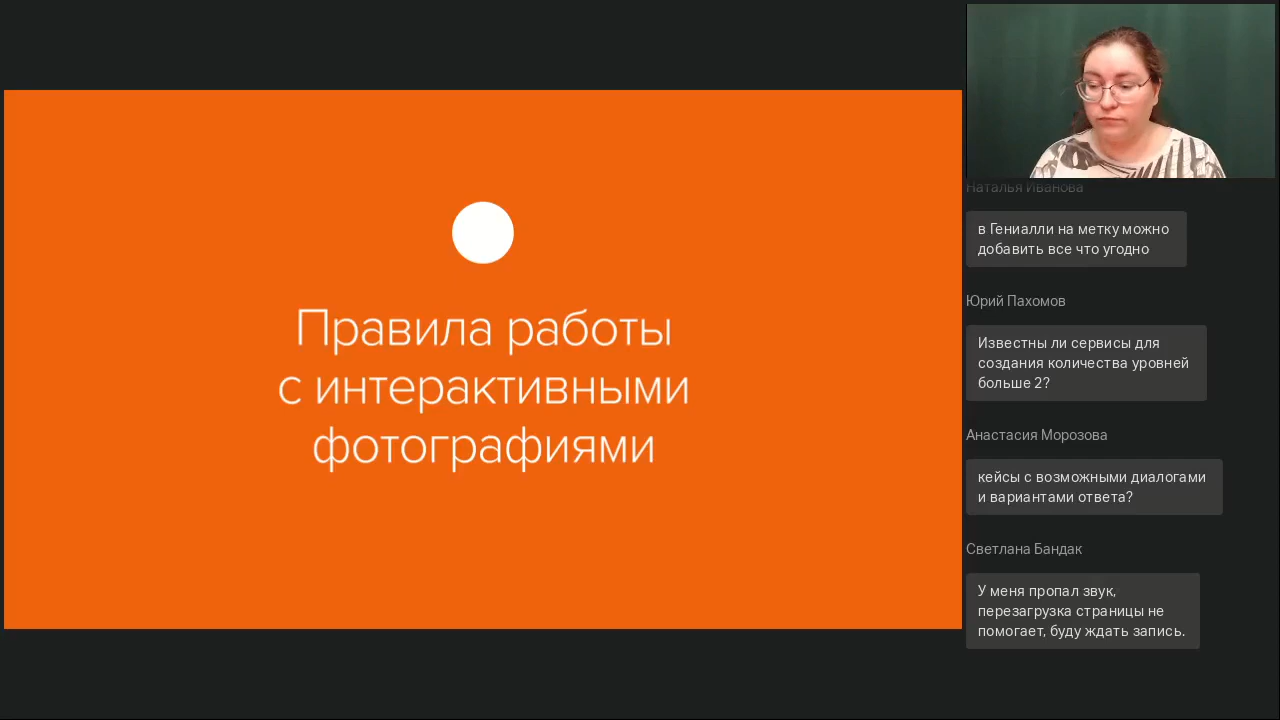 Правила работы
с интерактивными
фотографиями
Наталья Иванова
в Гениалли на метку можно
добавить все что угодно
Юрий Пахомов
Известны ли сервисы для
создания количества уровней
больше 2?
Анастасия Морозова
кейсы с возможными диалогами
и вариантами ответа?
Светлана Бандак
У меня пропал звук,
перезагрузка страницы не
помогает, буду ждать запись.